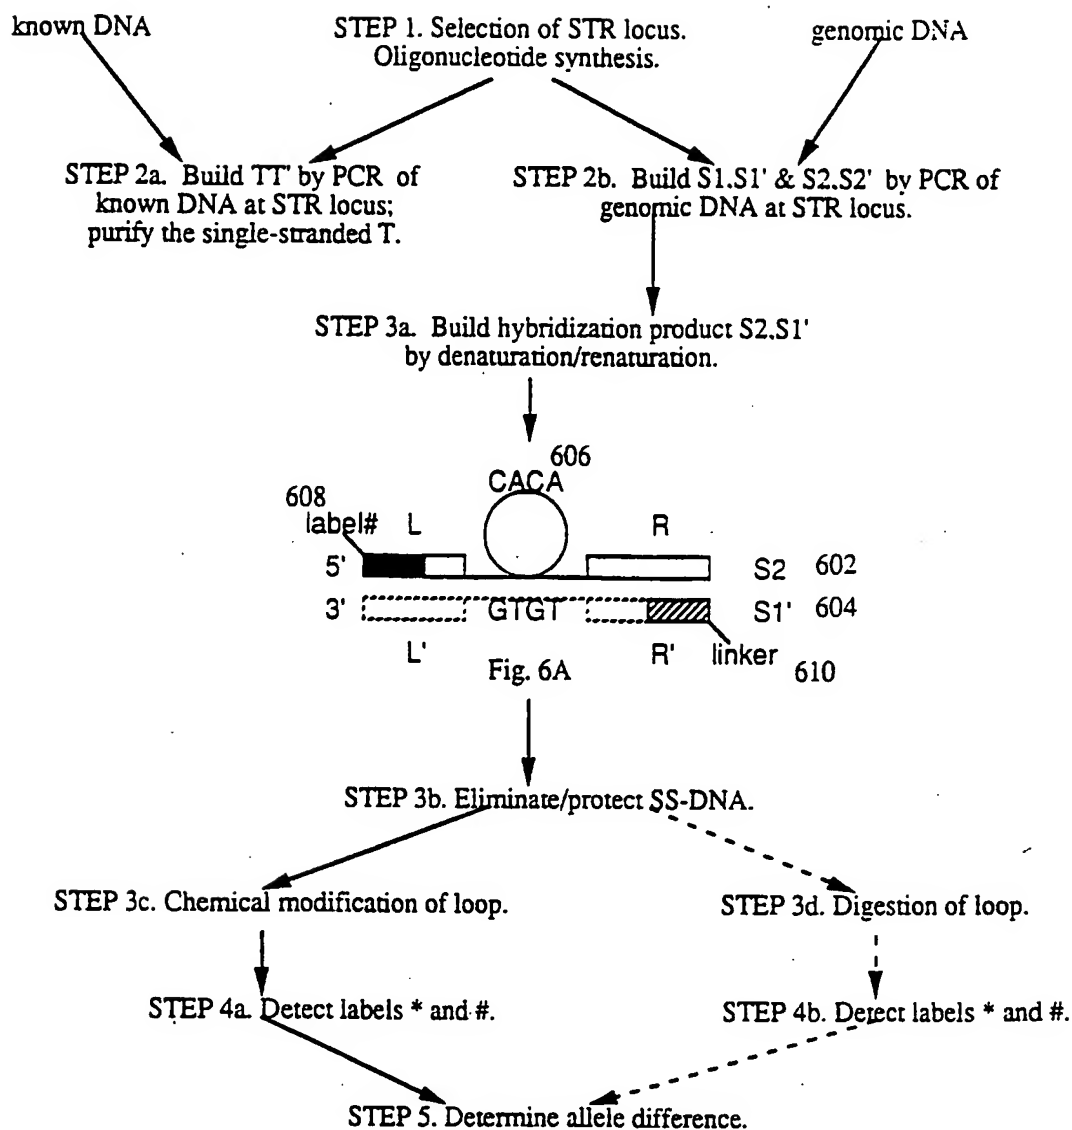 known DNA
STEP 1. Selection of STR locus.
Oligonucleotide synthesis.
genomic DNA
STEP 2a. Build TT' by PCR of
known DNA at STR locus;
purify the single-stranded T.
STEP 2b. Build S1.S1' & S2.S2' by PCR of
genomic DNA at STR locus.
STEP 3a. Build hybridization product S2.S1'
by denaturation/renaturation.
606
CACA
608
label#
L
R
5'
S2
602
3'
GTGT
S1'
604
L'
R'
linker
610
Fig. 6A
STEP 3b. Eliminate/protect SS-DNA.
STEP 3c. Chemical modification of loop.
STEP 3d. Digestion of loop.
STEP 4a. Detect labels * and #.
STEP 4b. Detect labels * and #.
STEP 5. Determine allele difference.